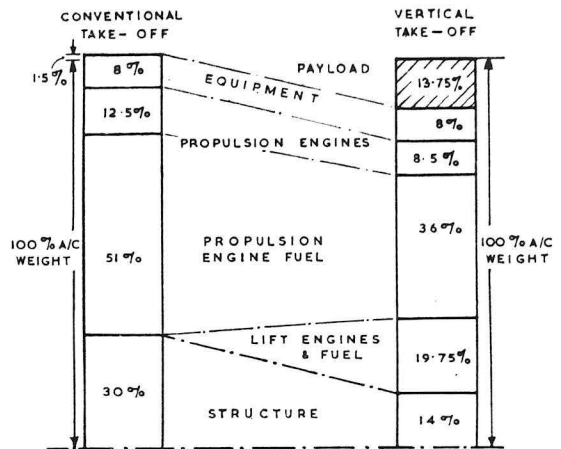 CONVENTIONAL
TAKE-OFF
VERTICAL
TAKE-OFF
1·5%
8%
EQUIPMENT
PAYLOAD
13·75%
12·5%
8%
PROPULSION ENGINES
8·5%
100% A/C
WEIGHT
51%
PROPULSION
ENGINE FUEL
36%
100% A/C
WEIGHT
LIFT ENGINES
& FUEL
19·75%
30%
STRUCTURE
14%